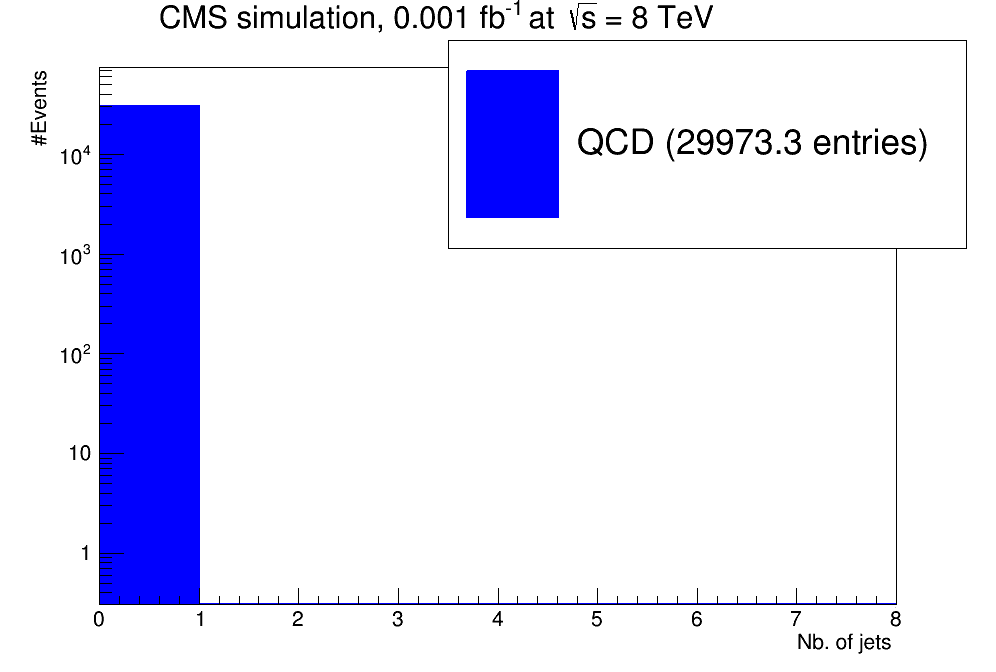 CMS simulation, 0.001 fb⁻¹ at √s = 8 TeV
#Events
QCD (29973.3 entries)
10⁴
10³
10²
10
1
0 1 2 3 4 5 6 7 8
Nb. of jets